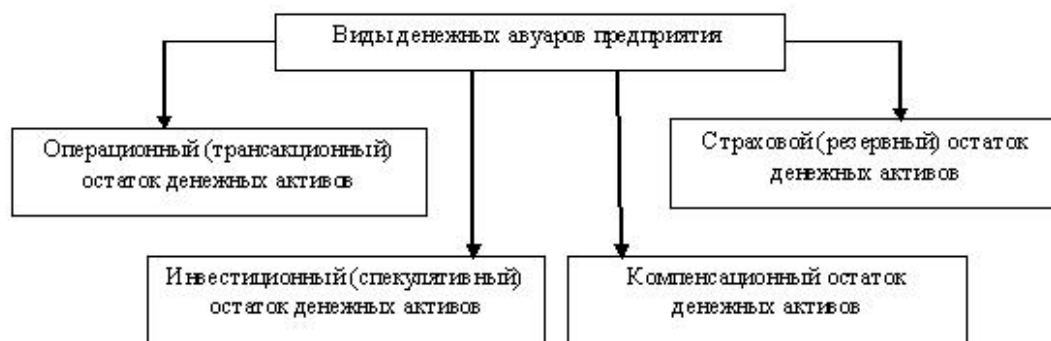 Виды денежных авуаров предприятия
Операционный (трансакционный)
остаток денежных активов
Страховой (резервный) остаток
денежных активов
Инвестиционный (спекулятивный)
остаток денежных активов
Компенсационный остаток
денежных активов